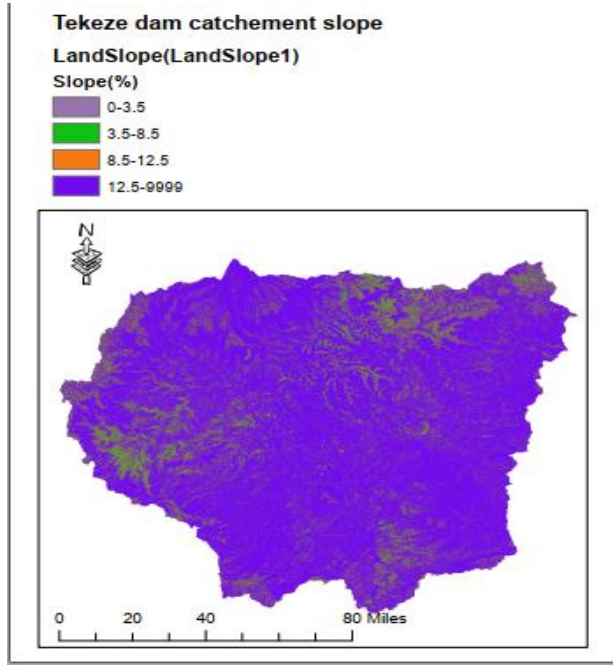 Tekeze dam catchement slope
LandSlope(LandSlope1)
Slope(%)
0-3.5
3.5-8.5
8.5-12.5
12.5-9999
N
0 20 40 80 Miles